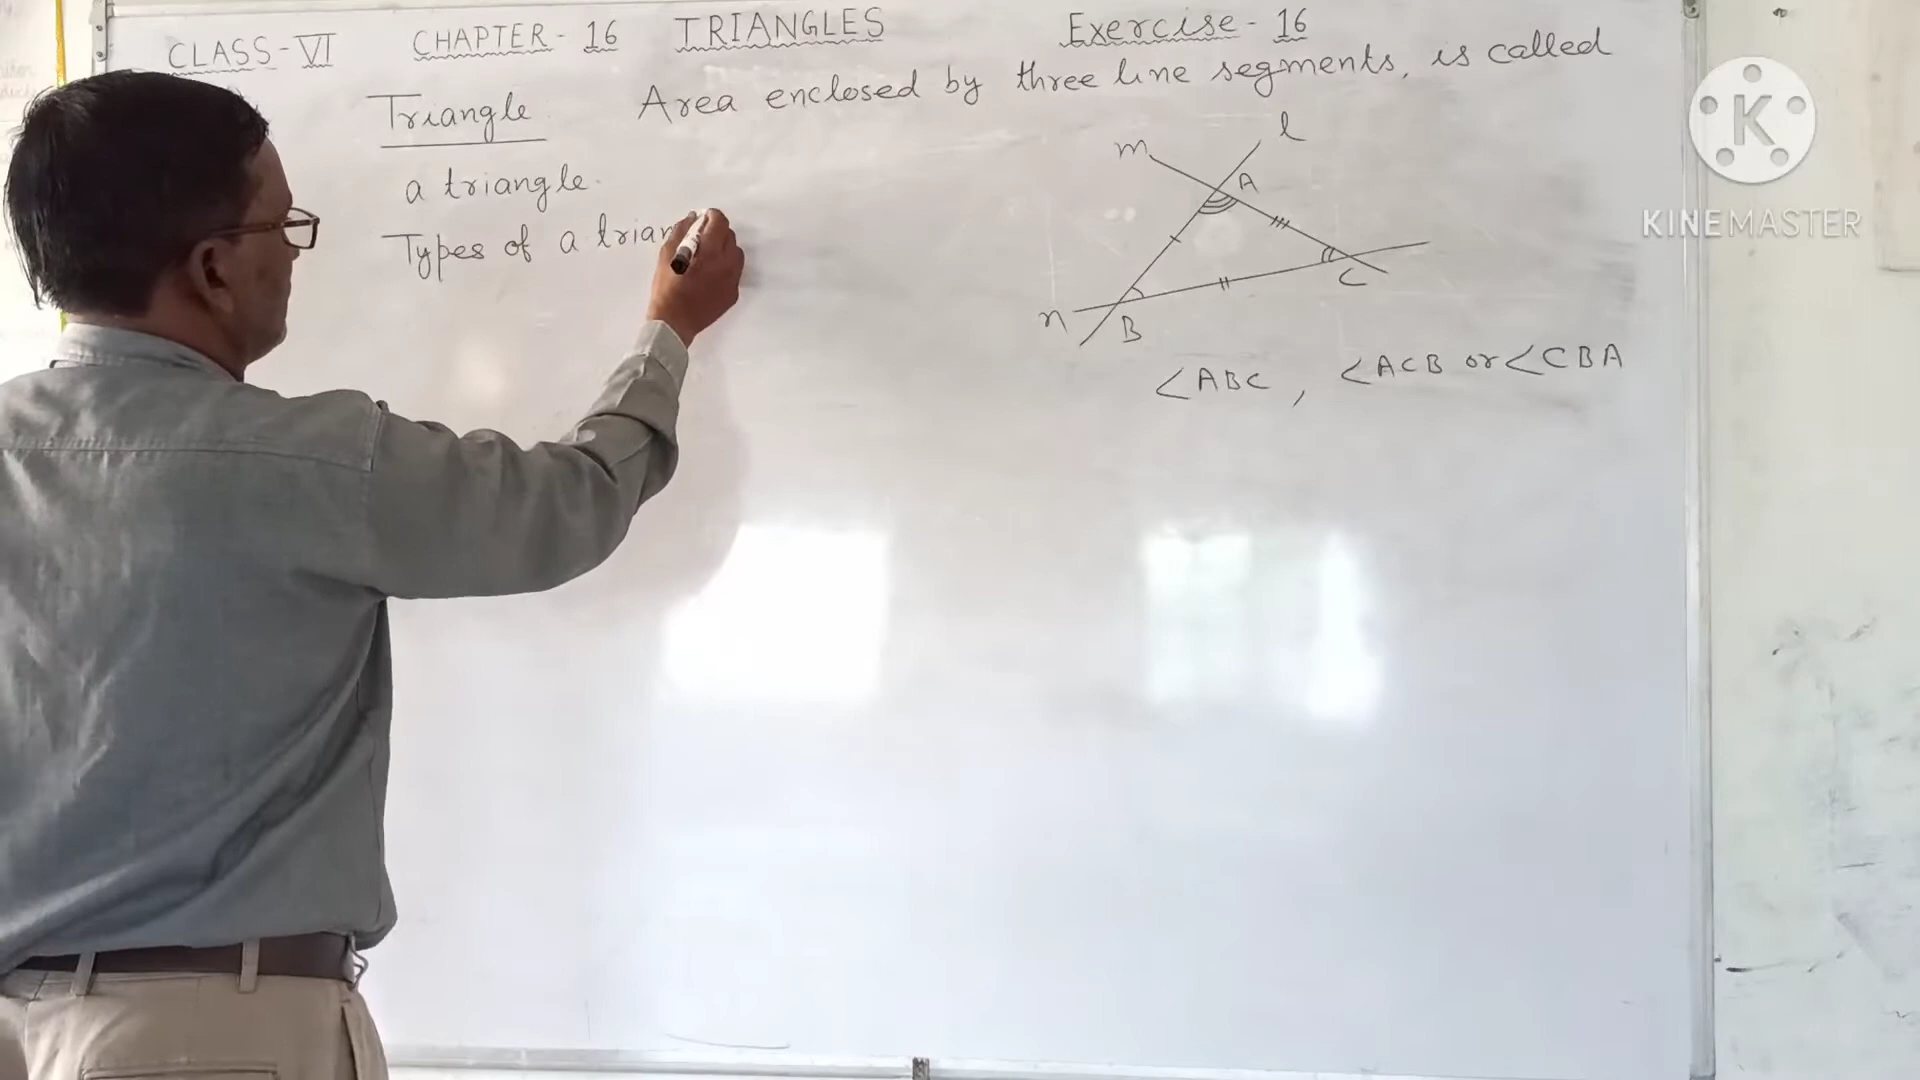 CLASS-VI CHAPTER-16 TRIANGLES Exercise-16
Triangle: Area enclosed by three line segments, is called
a triangle.
Types of a trian
m
l
A
C
n
B
∠ABC, ∠ACB or ∠CBA
K
KINEMASTER